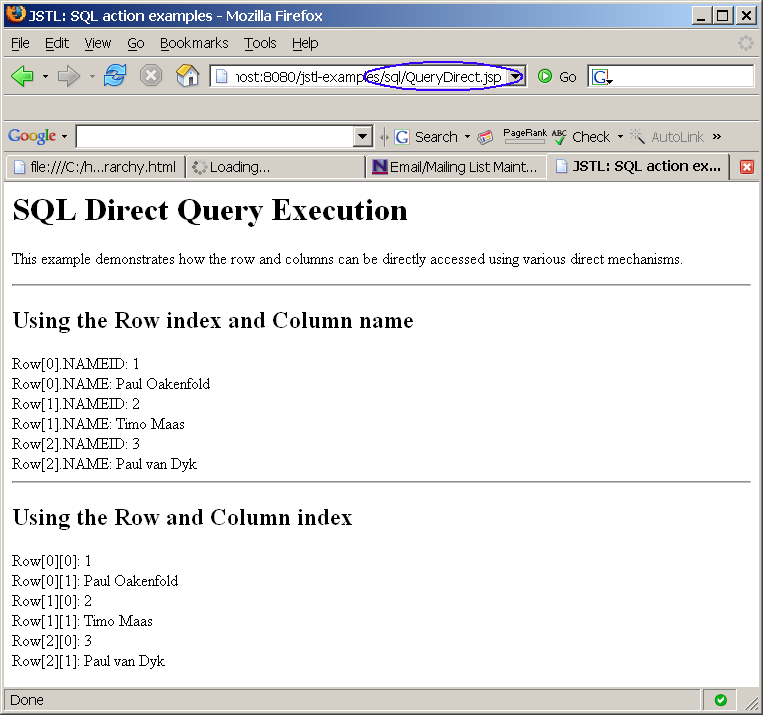 JSTL: SQL action examples - Mozilla Firefox
File Edit View Go Bookmarks Tools Help
host:8080/jstl-examples/sql/QueryDirect.jsp Go G
Google Search PageRank ABC Check AutoLink »
file:///C:/h...rarchy.html Loading... N Email/Mailing List Maint... JSTL: SQL action ex...
SQL Direct Query Execution
This example demonstrates how the row and columns can be directly accessed using various direct mechanisms.
Using the Row index and Column name
Row[0].NAMEID: 1
Row[0].NAME: Paul Oakenfold
Row[1].NAMEID: 2
Row[1].NAME: Timo Maas
Row[2].NAMEID: 3
Row[2].NAME: Paul van Dyk
Using the Row and Column index
Row[0][0]: 1
Row[0][1]: Paul Oakenfold
Row[1][0]: 2
Row[1][1]: Timo Maas
Row[2][0]: 3
Row[2][1]: Paul van Dyk
Done